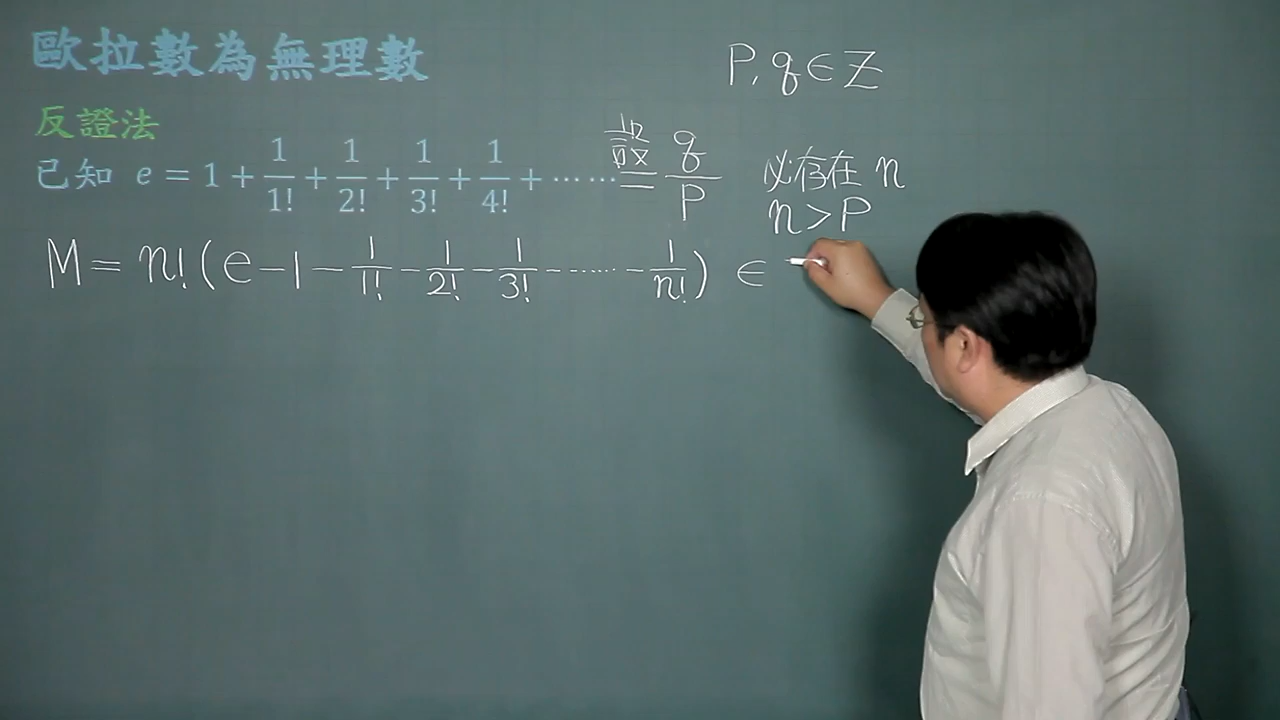 歐拉數為無理數
P, q ∈ Z
反證法
已知 e = 1 + 1/1! + 1/2! + 1/3! + 1/4! + …… 設= q/P
必存在 n
n > P
M = n! ( e - 1 - 1/1! - 1/2! - 1/3! - …… - 1/n! ) ∈